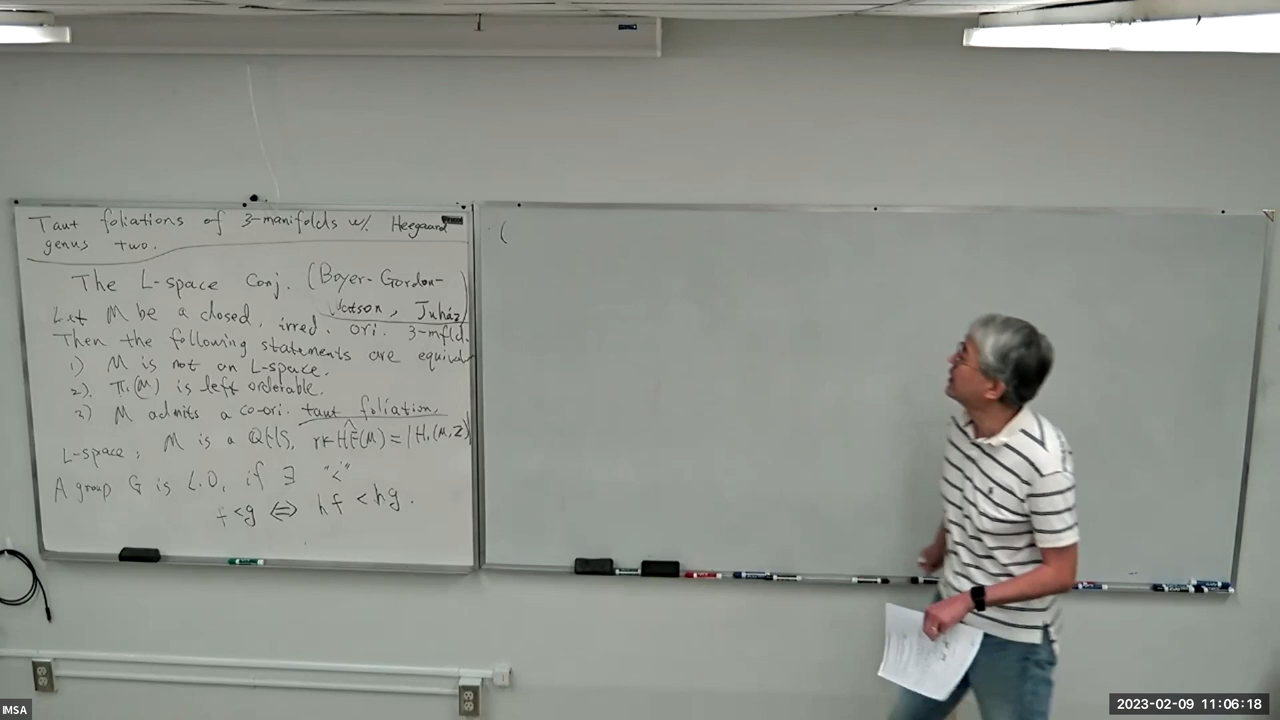 Taut foliations of 3-manifolds w/. Heegaard
genus two.
The L-space Conj. (Boyer-Gordon-
Watson, Juház)
Let M be a closed, irred. ori. 3-mfld.
Then the following statements are equival
1) M is not an L-space.
2). π₁(M) is left orderable.
3) M admits a co-ori. taut foliation.
L-space: M is a QHS, rk ĤF(M) = |H₁(M,Z)|
A group G is L.O. if ∃ "<"
f<g ⇔ hf < hg.
(
IMSA
2023-02-09 11:06:18